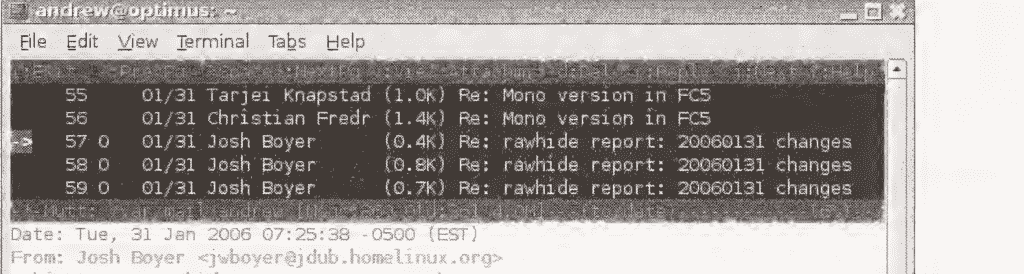 andrew@optimus: ~
File Edit View Terminal Tabs Help
55 01/31 Tarjei Knapstad (1.0K) Re: Mono version in FC5
56 01/31 Christian Fredr (1.4K) Re: Mono version in FC5
-> 57 O 01/31 Josh Boyer (0.4K) Re: rawhide report: 20060131 changes
58 O 01/31 Josh Boyer (0.8K) Re: rawhide report: 20060131 changes
59 O 01/31 Josh Boyer (0.7K) Re: rawhide report: 20060131 changes
Date: Tue, 31 Jan 2006 07:25:38 -0500 (EST)
From: Josh Boyer <jwboyer@jdub.homelinux.org>